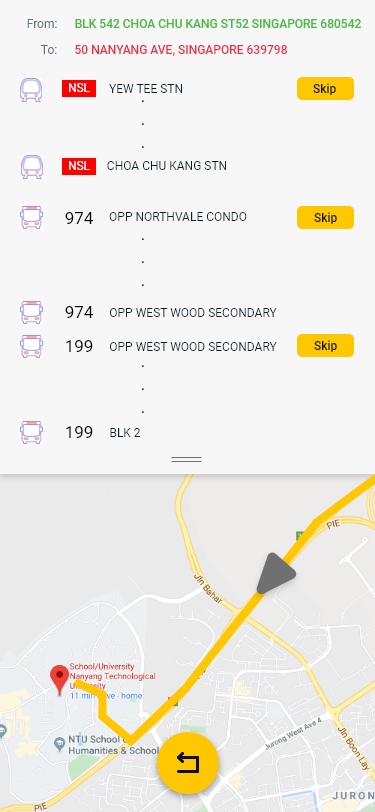 From: BLK 542 CHOA CHU KANG ST52 SINGAPORE 680542
To: 50 NANYANG AVE, SINGAPORE 639798
NSL YEW TEE STN Skip
NSL CHOA CHU KANG STN
974 OPP NORTHVALE CONDO Skip
974 OPP WEST WOOD SECONDARY
199 OPP WEST WOOD SECONDARY Skip
199 BLK 2
PIE
Jln Bahar
School/University
Nanyang Technological
University
11 min drive - home
Jurong West Ave 4
NTU School of
Humanities & School
Jln Boon Lay
JURON
PIE